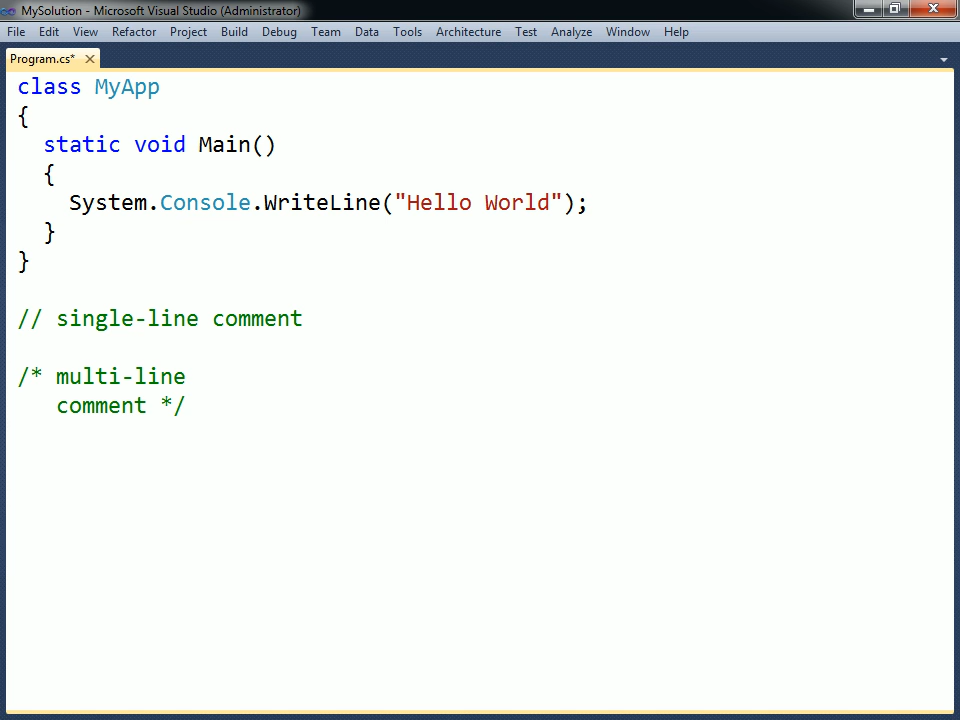 MySolution - Microsoft Visual Studio (Administrator)
File Edit View Refactor Project Build Debug Team Data Tools Architecture Test Analyze Window Help
Program.cs*
class MyApp
{
  static void Main()
  {
    System.Console.WriteLine("Hello World");
  }
}
// single-line comment
/* multi-line
   comment */